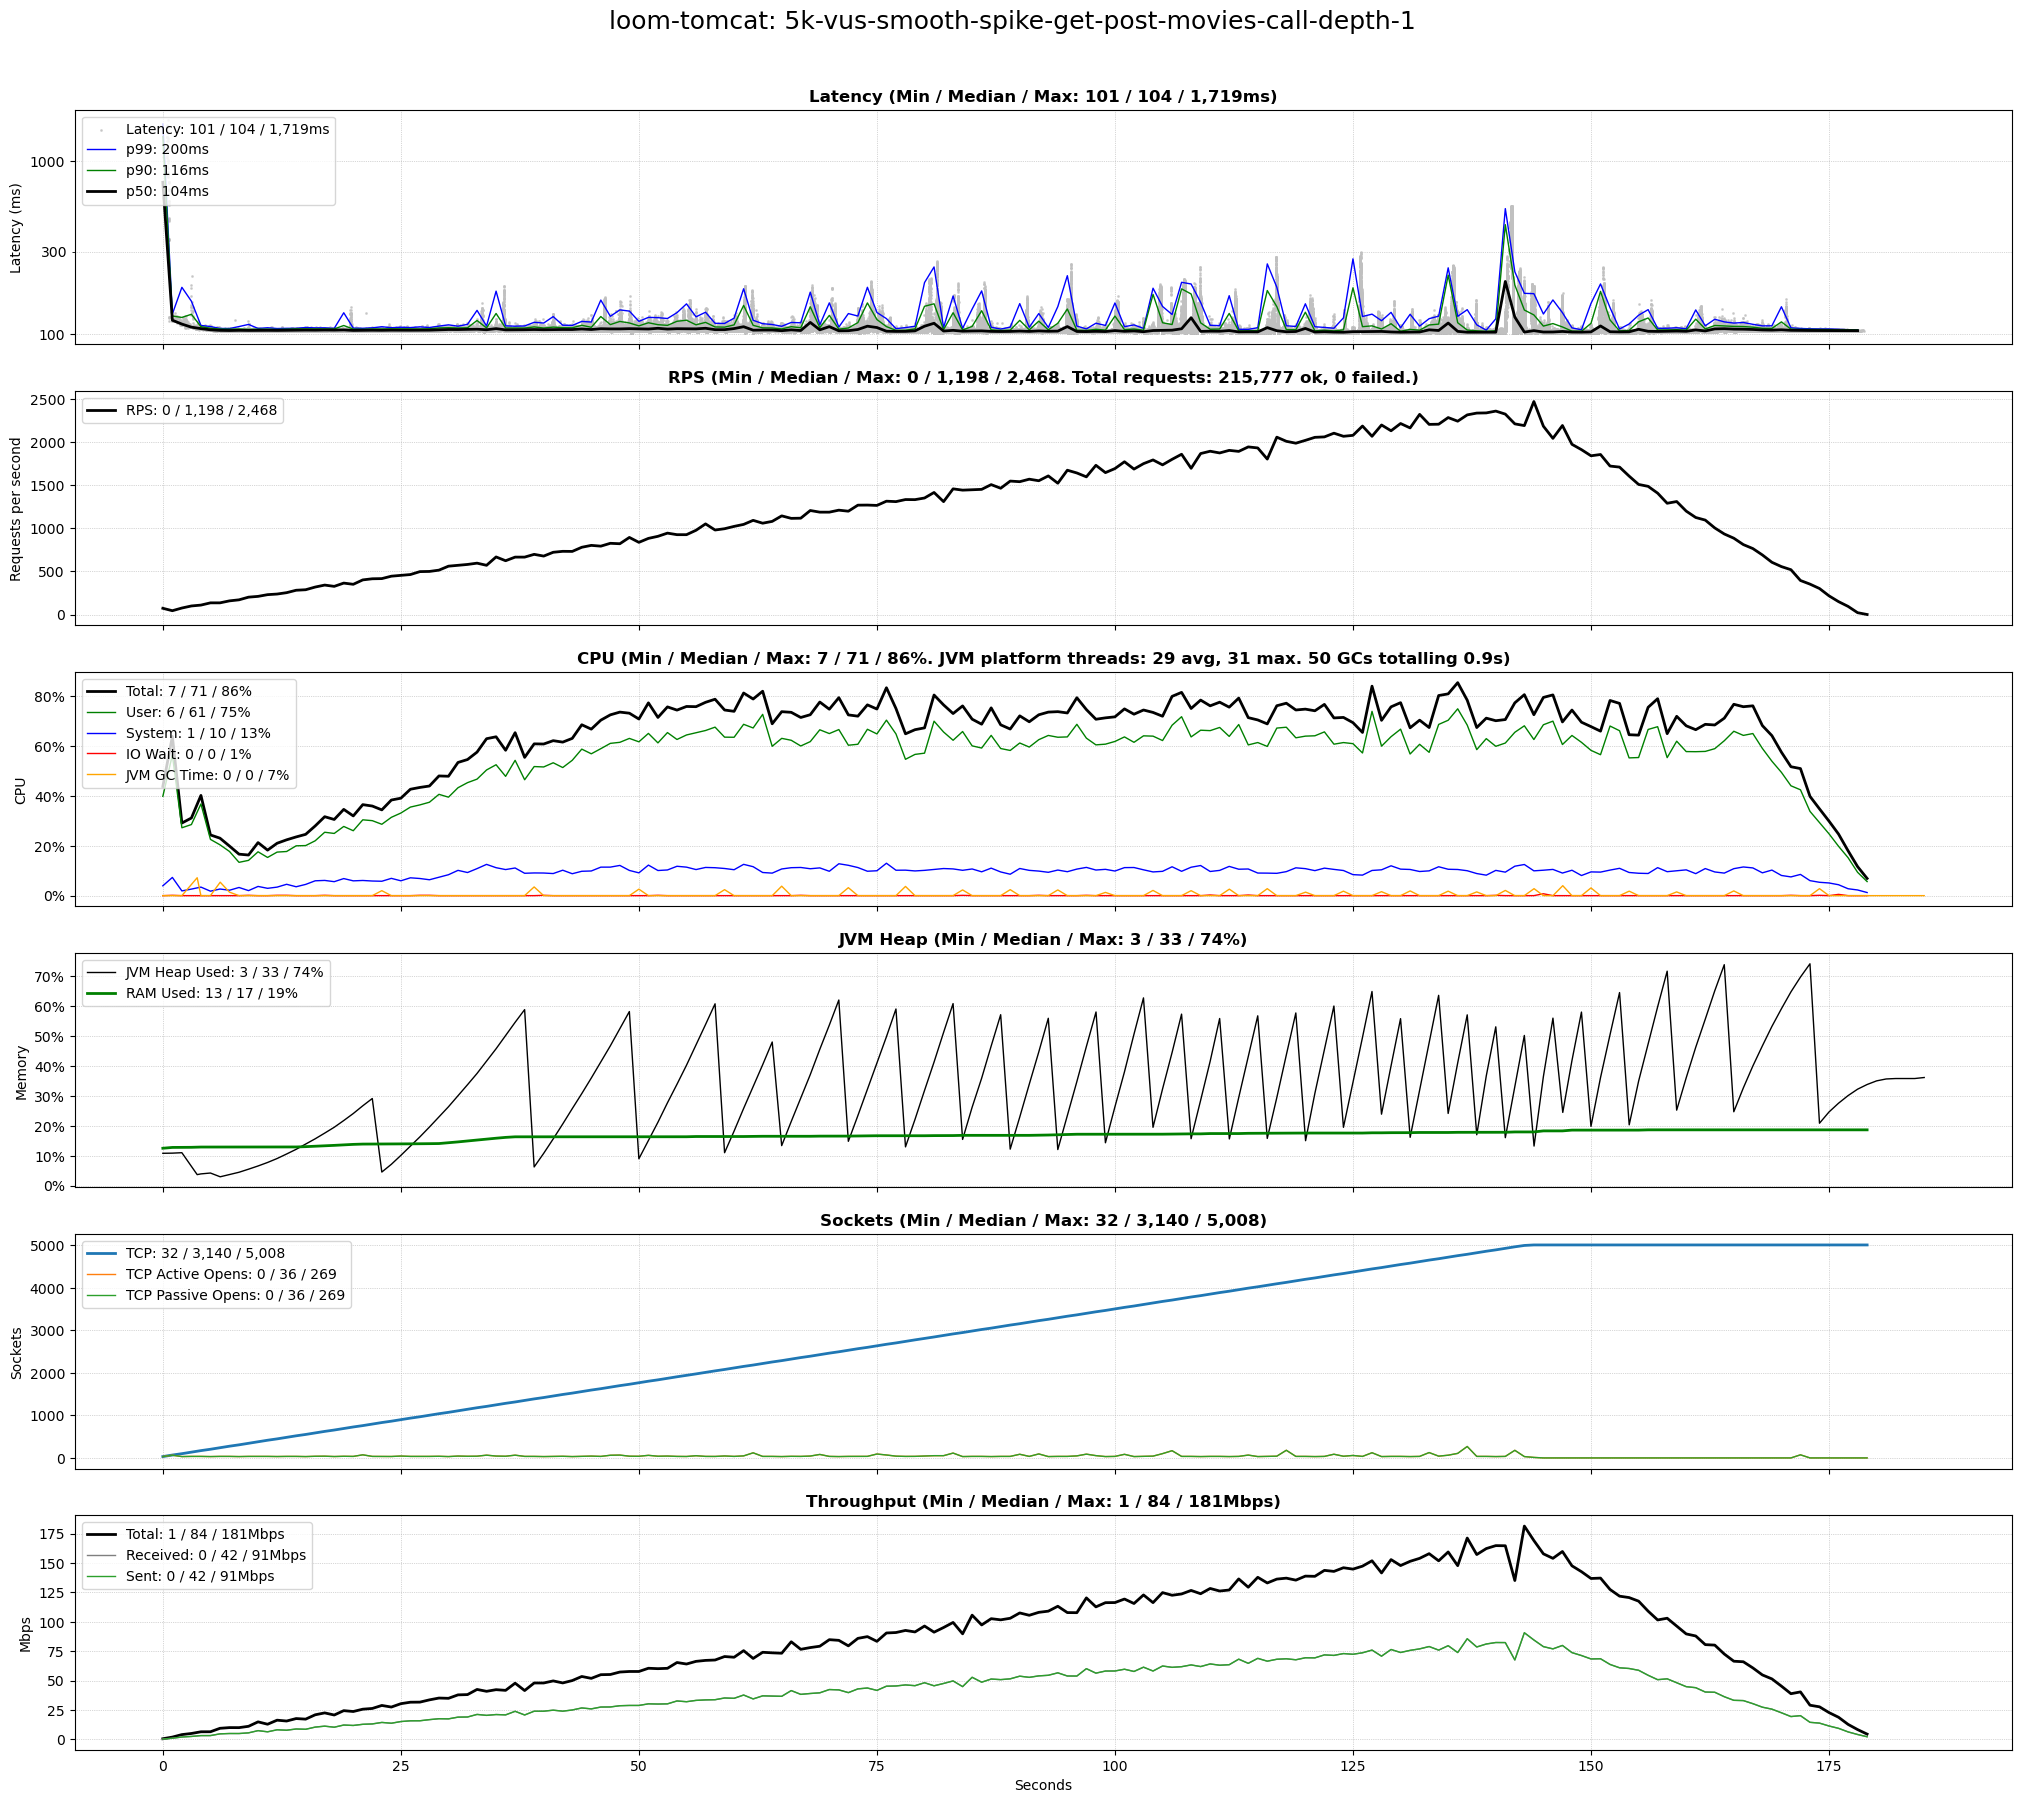 loom-tomcat: 5k-vus-smooth-spike-get-post-movies-call-depth-1
Latency (Min / Median / Max: 101 / 104 / 1,719ms)
Latency: 101 / 104 / 1,719ms
p99: 200ms
p90: 116ms
p50: 104ms
Latency (ms)
1000
300
100
RPS (Min / Median / Max: 0 / 1,198 / 2,468. Total requests: 215,777 ok, 0 failed.)
RPS: 0 / 1,198 / 2,468
Requests per second
2500
2000
1500
1000
500
0
CPU (Min / Median / Max: 7 / 71 / 86%. JVM platform threads: 29 avg, 31 max. 50 GCs totalling 0.9s)
Total: 7 / 71 / 86%
User: 6 / 61 / 75%
System: 1 / 10 / 13%
IO Wait: 0 / 0 / 1%
JVM GC Time: 0 / 0 / 7%
CPU
80%
60%
40%
20%
0%
JVM Heap (Min / Median / Max: 3 / 33 / 74%)
JVM Heap Used: 3 / 33 / 74%
RAM Used: 13 / 17 / 19%
Memory
70%
60%
50%
40%
30%
20%
10%
0%
Sockets (Min / Median / Max: 32 / 3,140 / 5,008)
TCP: 32 / 3,140 / 5,008
TCP Active Opens: 0 / 36 / 269
TCP Passive Opens: 0 / 36 / 269
Sockets
5000
4000
3000
2000
1000
0
Throughput (Min / Median / Max: 1 / 84 / 181Mbps)
Total: 1 / 84 / 181Mbps
Received: 0 / 42 / 91Mbps
Sent: 0 / 42 / 91Mbps
Mbps
175
150
125
100
75
50
25
0
0 25 50 75 100 125 150 175
Seconds